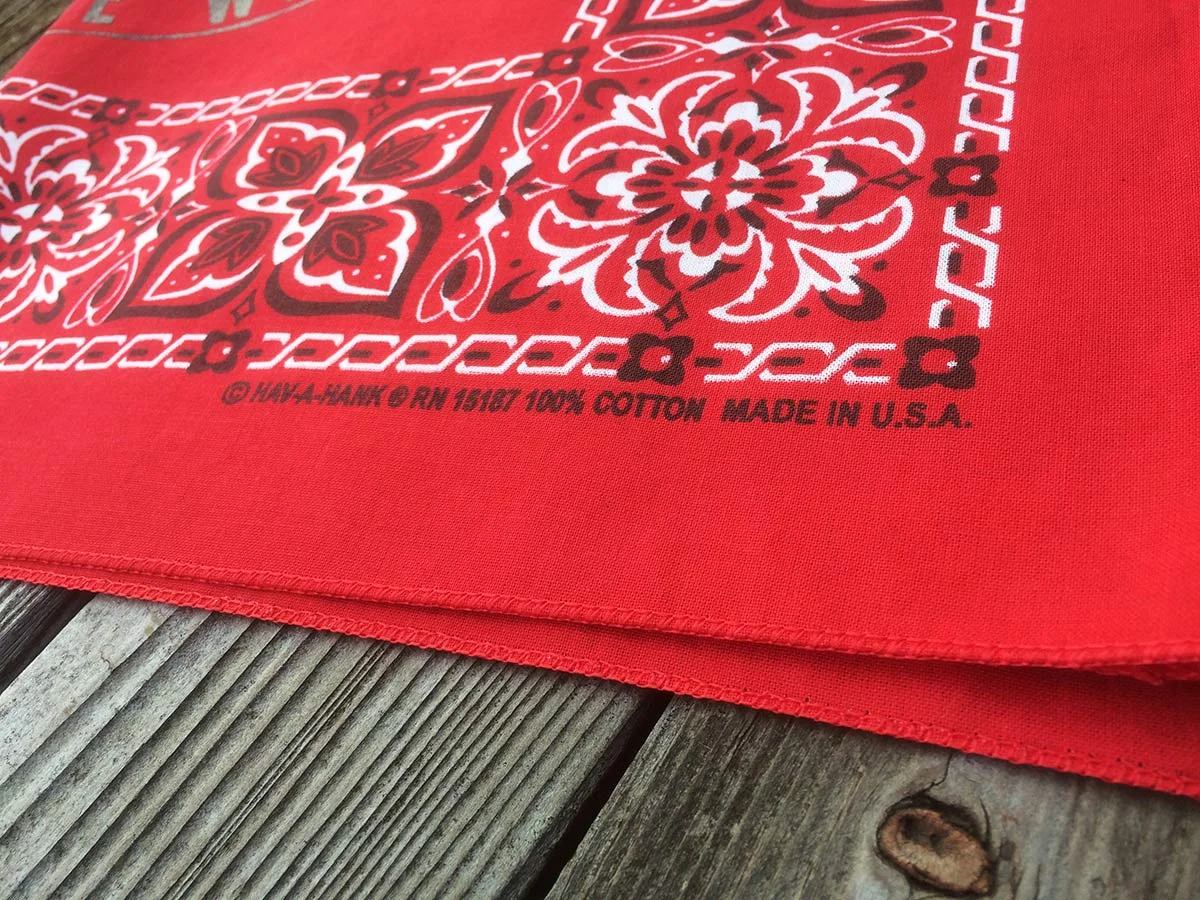 E W
© HAV-A-HANK ® RN 15187 100% COTTON MADE IN U.S.A.